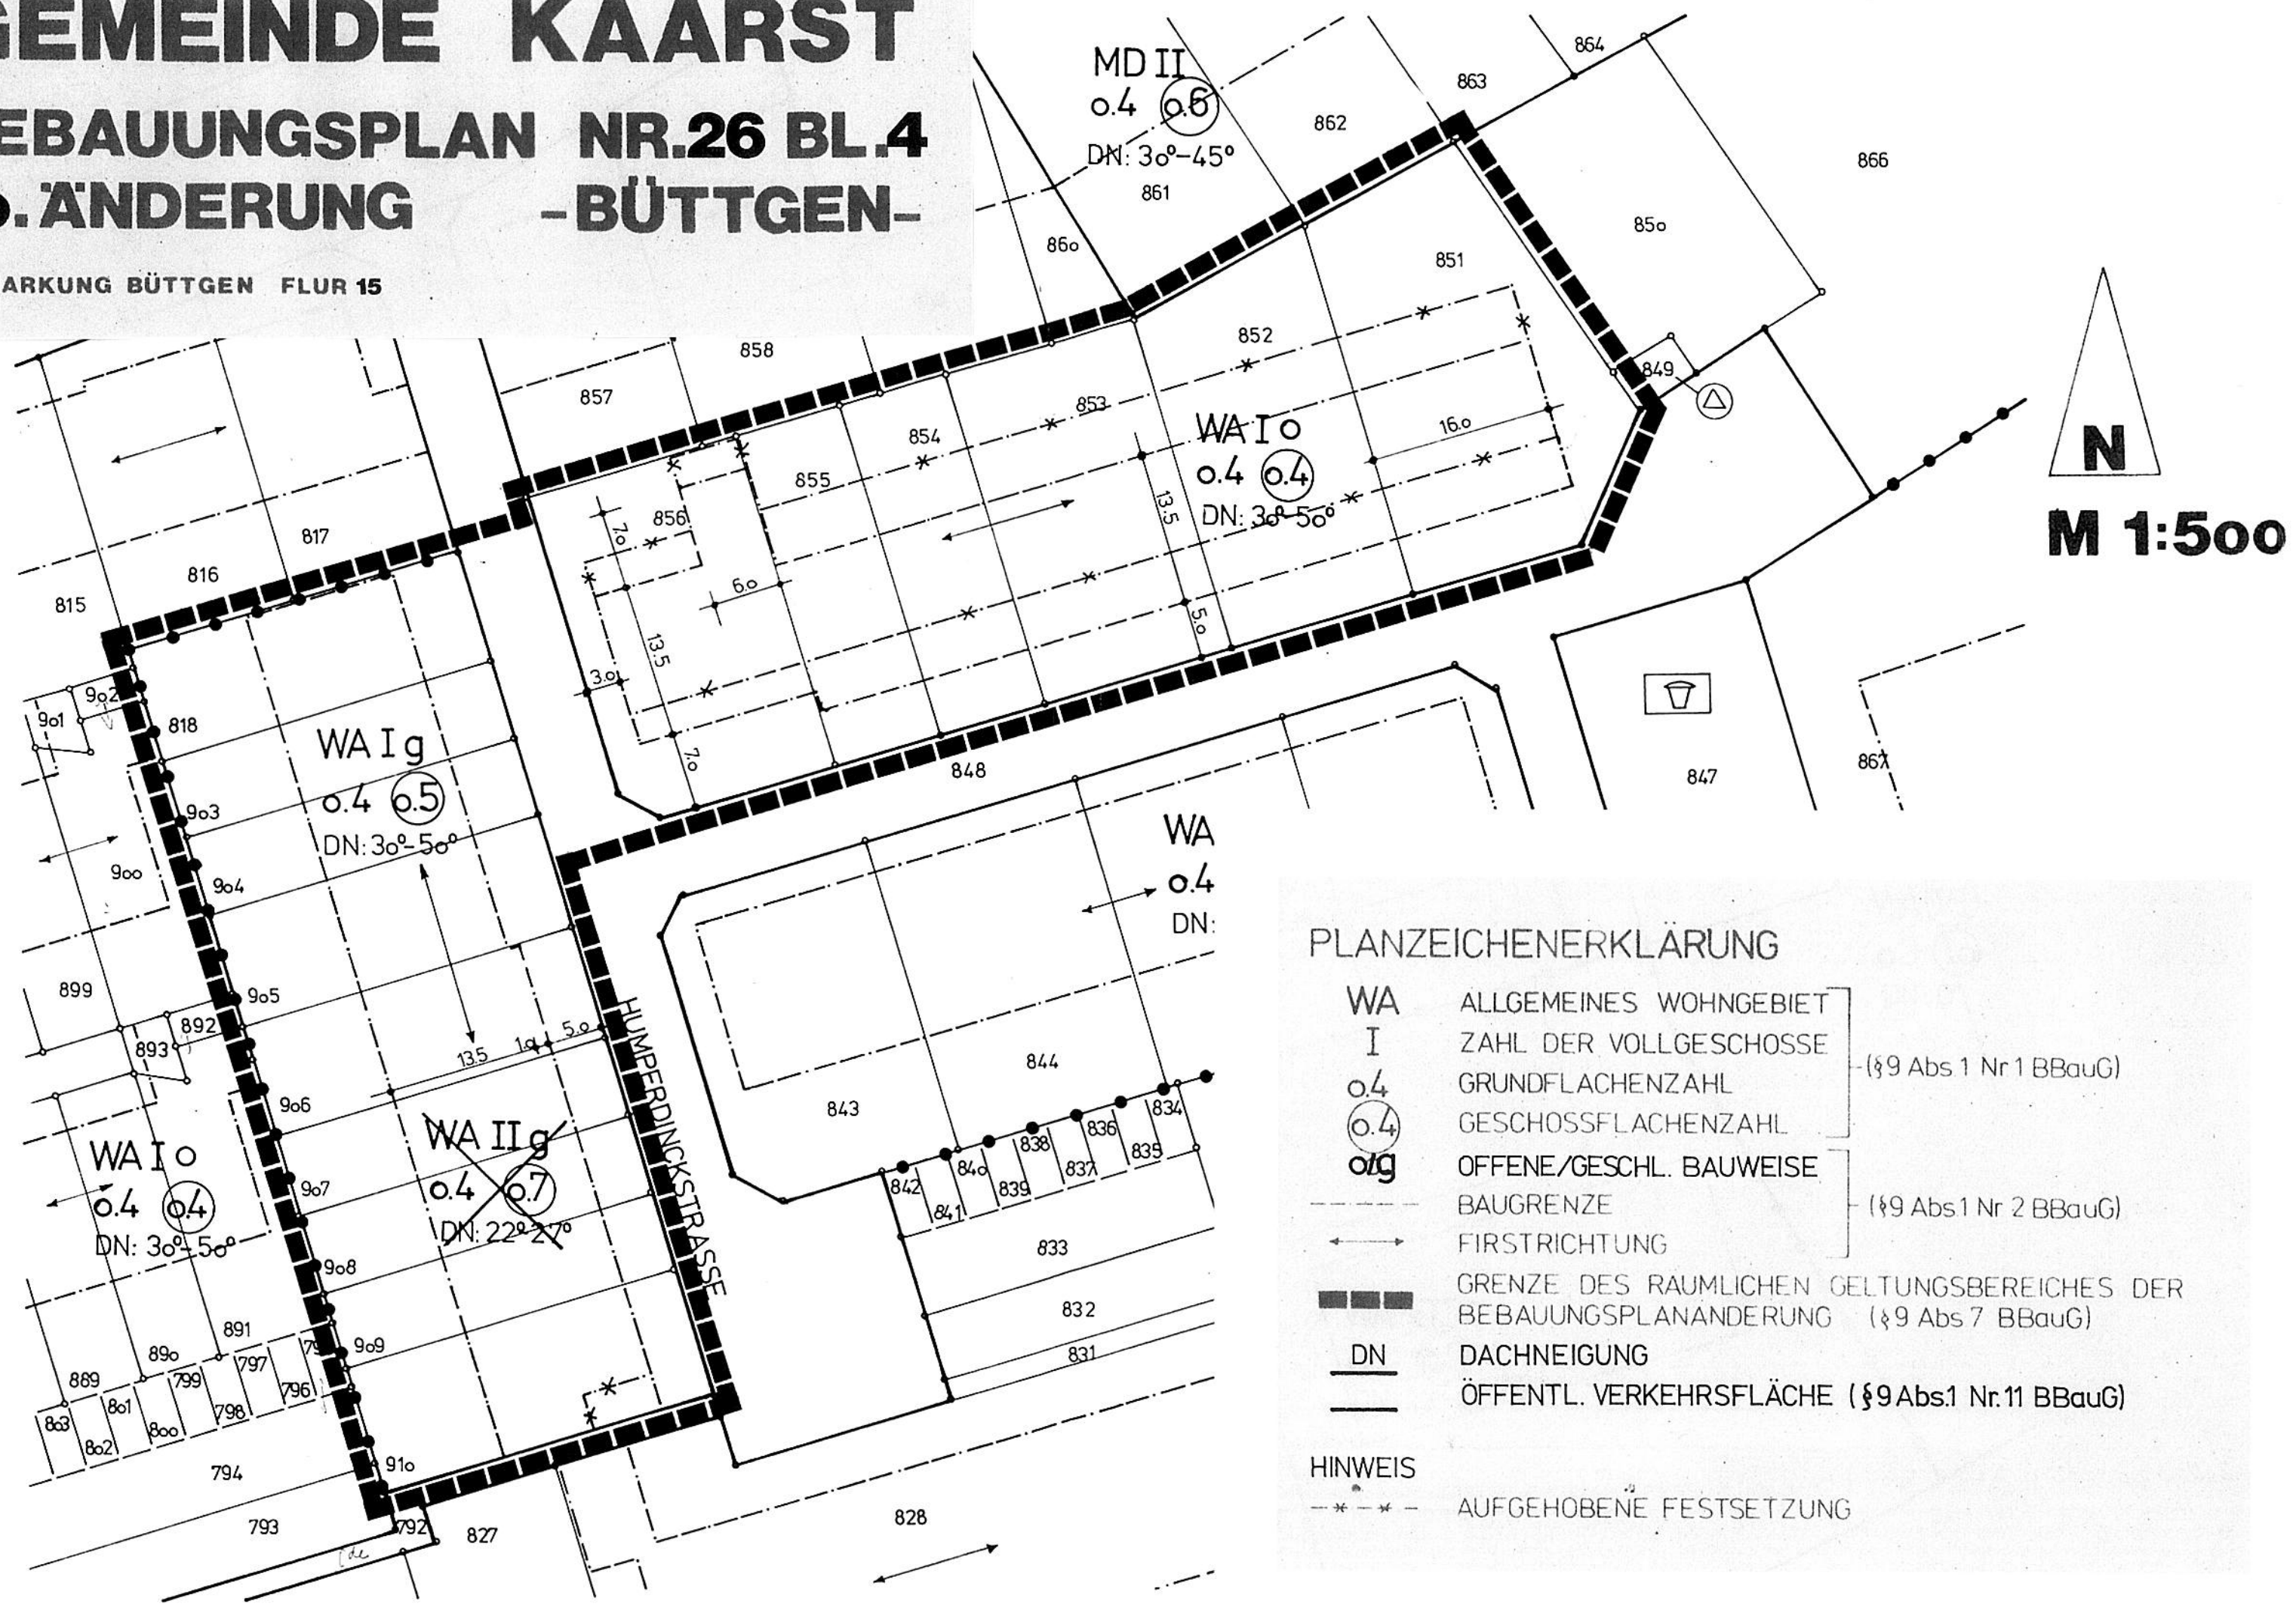 GEMEINDE KAARST
EBAUUNGSPLAN NR.26 BL.4
. ÄNDERUNG -BÜTTGEN-
ARKUNG BÜTTGEN FLUR 15
MD II
o.4 o.6
DN: 3o°-45°
864
863
862
861
86o
866
85o
851
852
853
854
855
856
857
858
849
WA I o
o.4 o.4
DN: 3o°-5o°
16.o
13.5
5.o
7.o
6.o
13.5
3.o
7.o
N
M 1:5oo
815
816
817
818
9o1
9o2
9o3
9o4
9o5
9o6
9o7
9o8
9o9
91o
9oo
899
892
893
WA I g
o.4 o.5
DN: 3o°-5o°
13.5
1.o
5.o
WA II g
o.4 o.7
DN: 22°-27°
HUMPERDINCKSTRASSE
WA I o
o.4 o.4
DN: 3o°-5o°
848
847
867
WA
o.4
DN:
844
843
842
841
84o
839
838
837
836
835
834
833
832
831
828
827
891
89o
889
8o3
8o2
8o1
8oo
799
798
797
796
794
793
792
PLANZEICHENERKLÄRUNG
WA ALLGEMEINES WOHNGEBIET
I ZAHL DER VOLLGESCHOSSE
(§9 Abs.1 Nr 1 BBauG)
o.4 GRUNDFLACHENZAHL
o.4 GESCHOSSFLACHENZAHL
o/g OFFENE/GESCHL. BAUWEISE
BAUGRENZE
(§9 Abs.1 Nr 2 BBauG)
FIRSTRICHTUNG
GRENZE DES RAUMLICHEN GELTUNGSBEREICHES DER
BEBAUUNGSPLANANDERUNG (§9 Abs 7 BBauG)
DN DACHNEIGUNG
ÖFFENTL. VERKEHRSFLÄCHE (§9 Abs.1 Nr. 11 BBauG)
HINWEIS
AUFGEHOBENE FESTSETZUNG